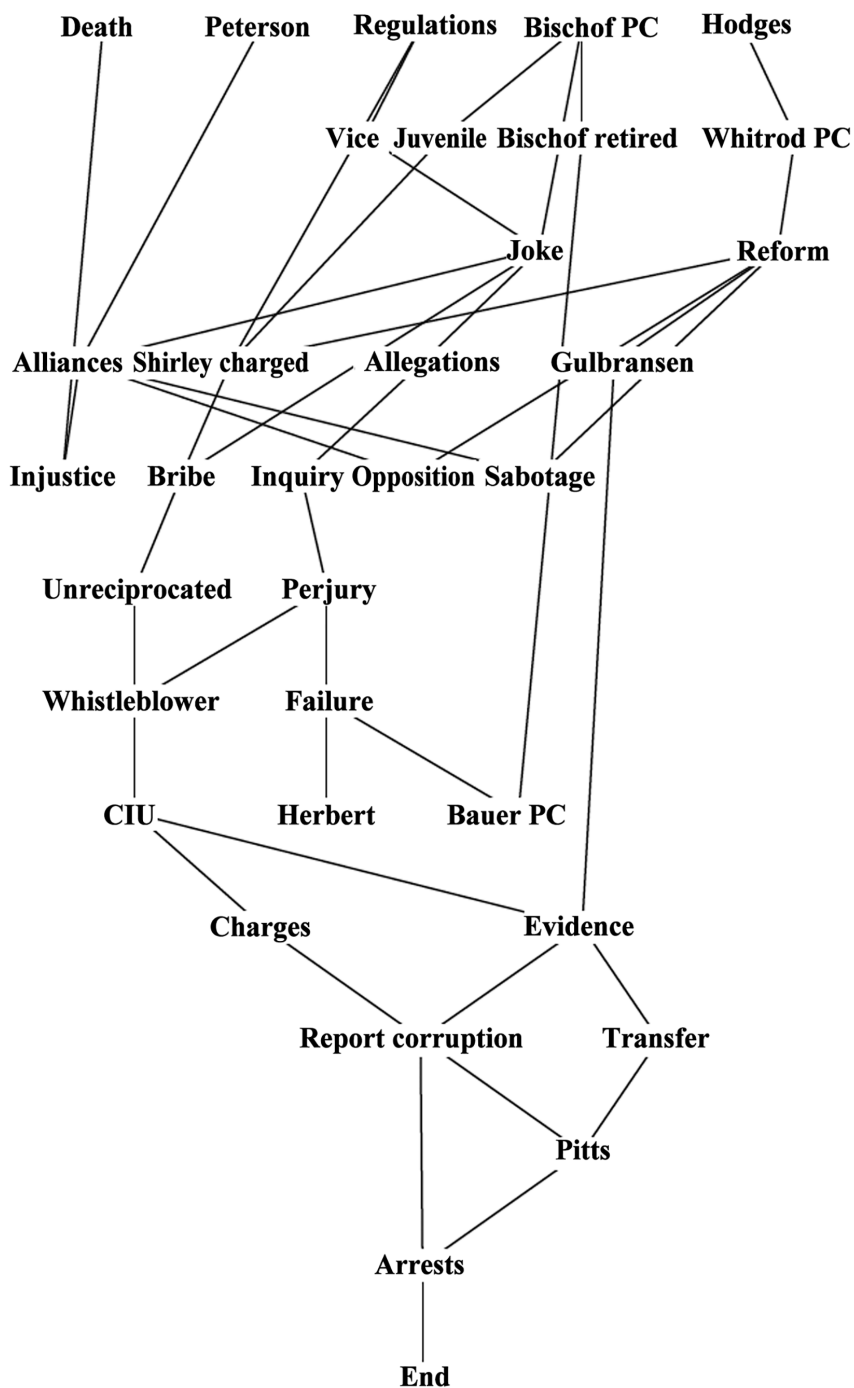 Death Peterson Regulations Bischof PC Hodges
Vice Juvenile Bischof retired Whitrod PC
Joke Reform
Alliances Shirley charged Allegations Gulbransen
Injustice Bribe Inquiry Opposition Sabotage
Unreciprocated Perjury
Whistleblower Failure
CIU Herbert Bauer PC
Charges Evidence
Report corruption Transfer
Pitts
Arrests
End